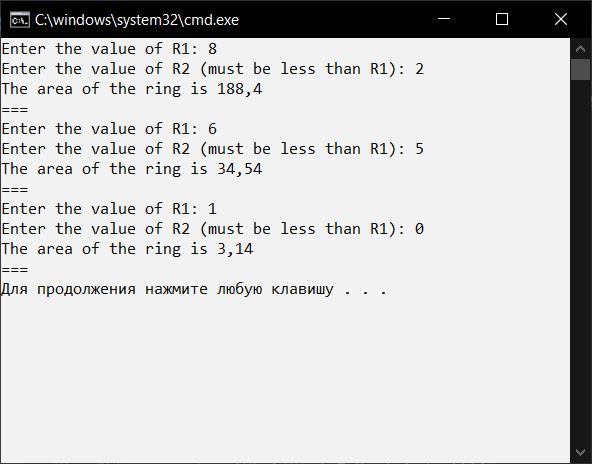 C:\windows\system32\cmd.exe
Enter the value of R1: 8
Enter the value of R2 (must be less than R1): 2
The area of the ring is 188,4
===
Enter the value of R1: 6
Enter the value of R2 (must be less than R1): 5
The area of the ring is 34,54
===
Enter the value of R1: 1
Enter the value of R2 (must be less than R1): 0
The area of the ring is 3,14
===
Для продолжения нажмите любую клавишу . . .